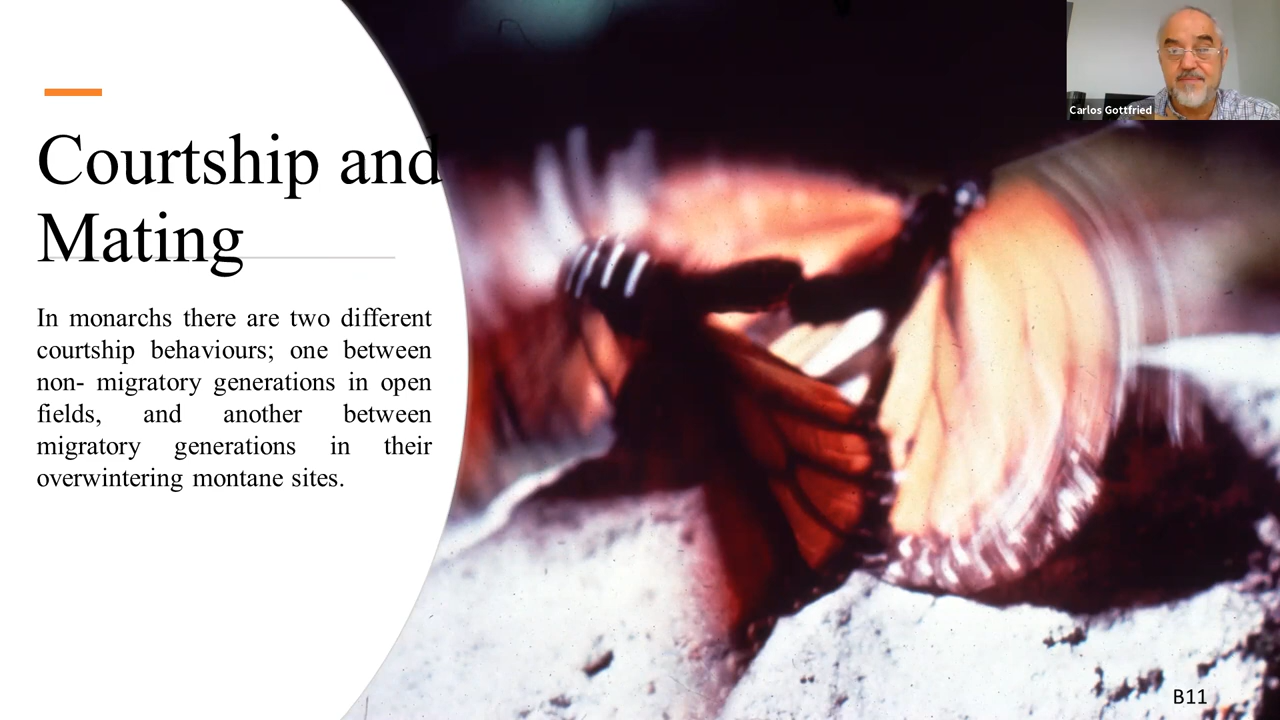 Carlos Gottfried
Courtship and
Mating
In monarchs there are two different
courtship behaviours; one between
non- migratory generations in open
fields, and another between
migratory generations in their
overwintering montane sites.
B11